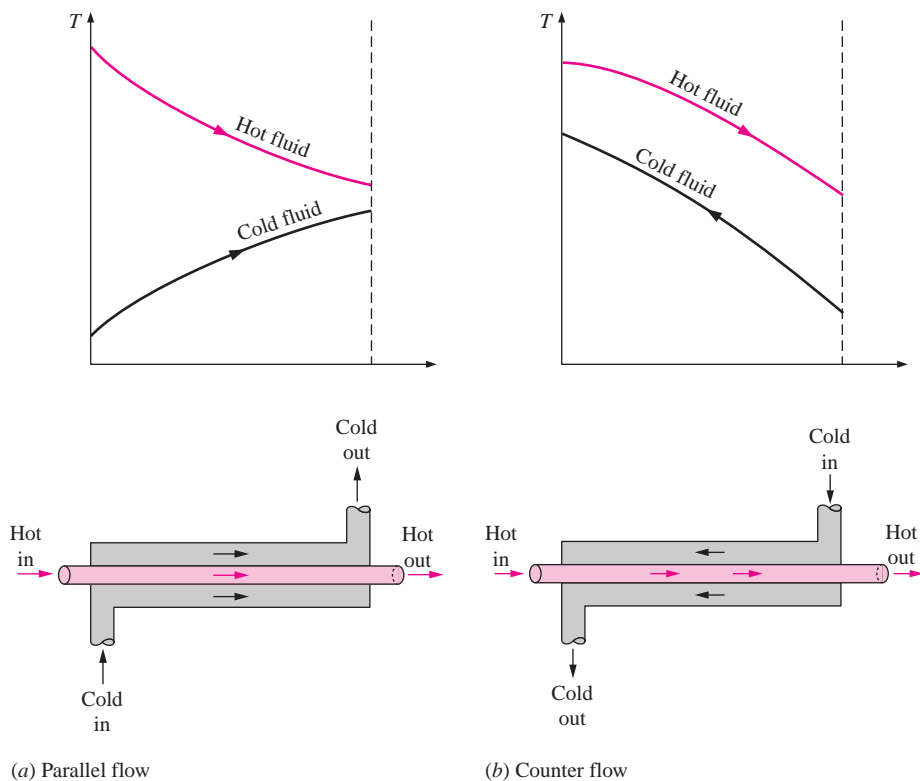 T
Hot fluid
Cold fluid
Cold
out
Hot
in
Hot
out
Cold
in
(a) Parallel flow
T
Hot fluid
Cold fluid
Cold
in
Hot
in
Hot
out
Cold
out
(b) Counter flow